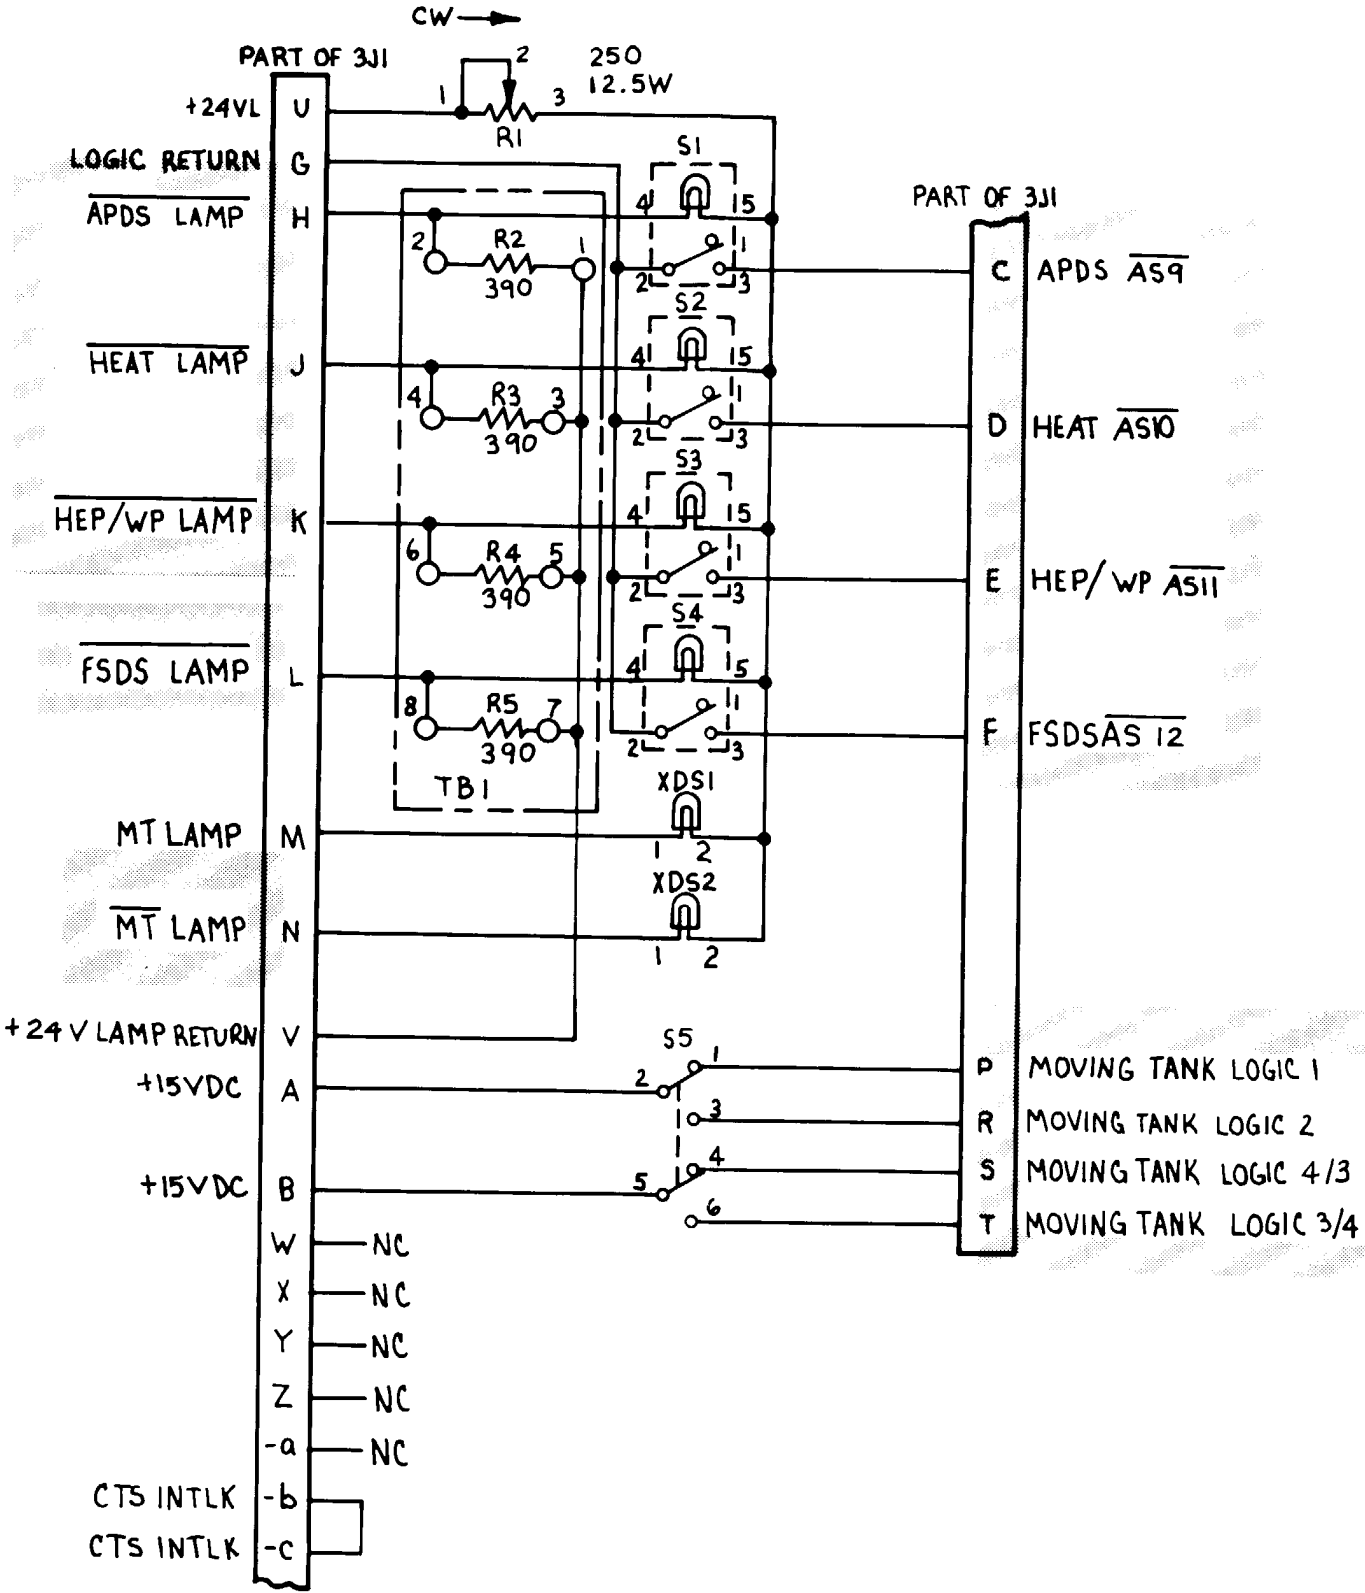 CW
PART OF 3J1
2
250
12.5W
+24VL
U
1
3
R1
LOGIC RETURN
G
S1
PART OF 3J1
APDS LAMP
H
4
5
2
R2
1
390
2
1
3
C
APDS AS9
S2
HEAT LAMP
J
4
5
4
R3
3
390
2
1
3
D
HEAT AS10
S3
HEP/WP LAMP
K
4
5
6
R4
5
390
2
1
3
E
HEP/WP AS11
S4
FSDS LAMP
L
4
5
8
R5
7
390
2
1
3
F
FSDS AS 12
TB1
XDS1
MT LAMP
M
1
2
XDS2
MT LAMP
N
1
2
+24V LAMP RETURN
V
S5
+15VDC
A
2
1
P
MOVING TANK LOGIC 1
3
R
MOVING TANK LOGIC 2
+15VDC
B
5
4
S
MOVING TANK LOGIC 4/3
6
T
MOVING TANK LOGIC 3/4
W
NC
X
NC
Y
NC
Z
NC
-a
NC
CTS INTLK
-b
CTS INTLK
-c